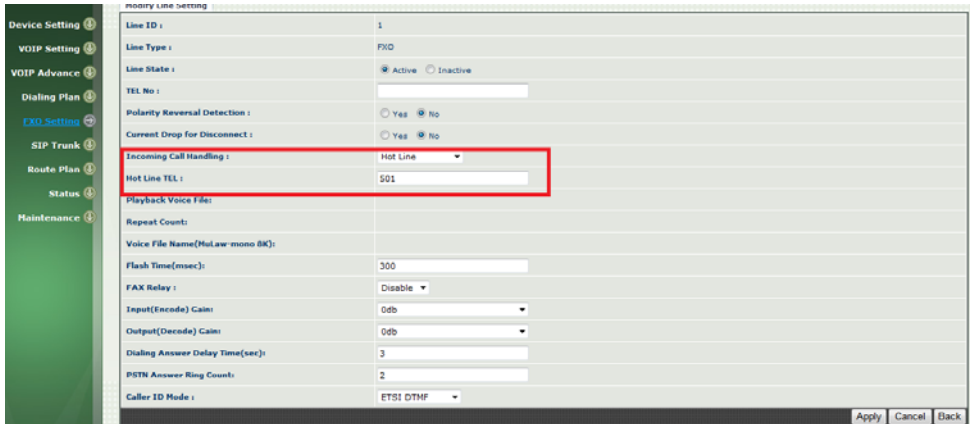 Modify Line Setting
Device Setting
VOIP Setting
VOIP Advance
Dialing Plan
FXO Setting
SIP Trunk
Route Plan
Status
Maintenance
Line ID : 1
Line Type : FXO
Line State : Active Inactive
TEL No :
Polarity Reversal Detection : Yes No
Current Drop for Disconnect : Yes No
Incoming Call Handling : Hot Line
Hot Line TEL : 501
Playback Voice File:
Repeat Count:
Voice File Name(MuLaw-mono 8K):
Flash Time(msec): 300
FAX Relay : Disable
Input(Encode) Gain: 0db
Output(Decode) Gain: 0db
Dialing Answer Delay Time(sec): 3
PSTN Answer Ring Count: 2
Caller ID Mode : ETSI DTMF
Apply Cancel Back